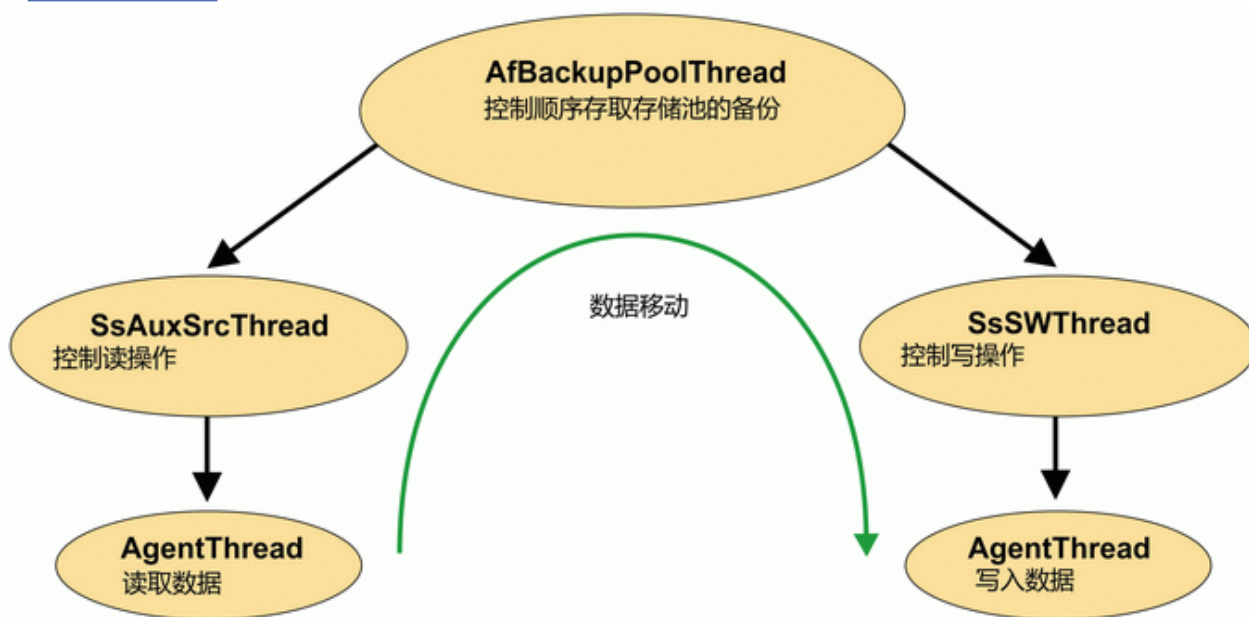 AfBackupPoolThread
控制顺序存取存储池的备份
数据移动
SsAuxSrcThread
控制读操作
SsSWThread
控制写操作
AgentThread
读取数据
AgentThread
写入数据